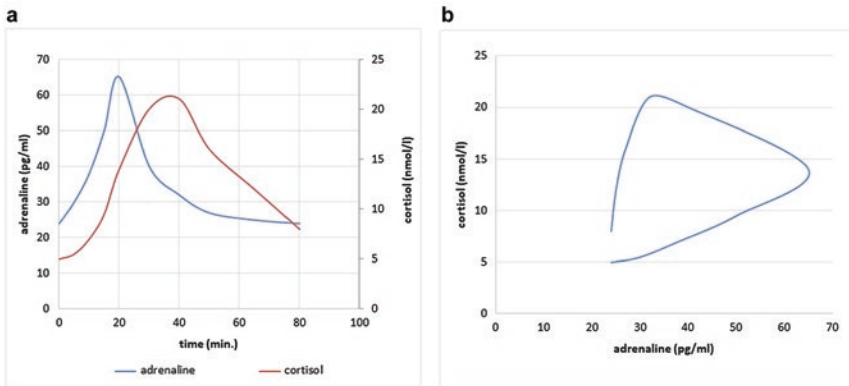 a
70
60
50
40
30
20
10
0
adrenaline (pg/ml)
25
20
15
10
5
0
cortisol (nmol/l)
0 20 40 60 80 100
time (min.)
adrenaline cortisol
b
25
20
15
10
5
0
cortisol (nmol/l)
0 10 20 30 40 50 60 70
adrenaline (pg/ml)